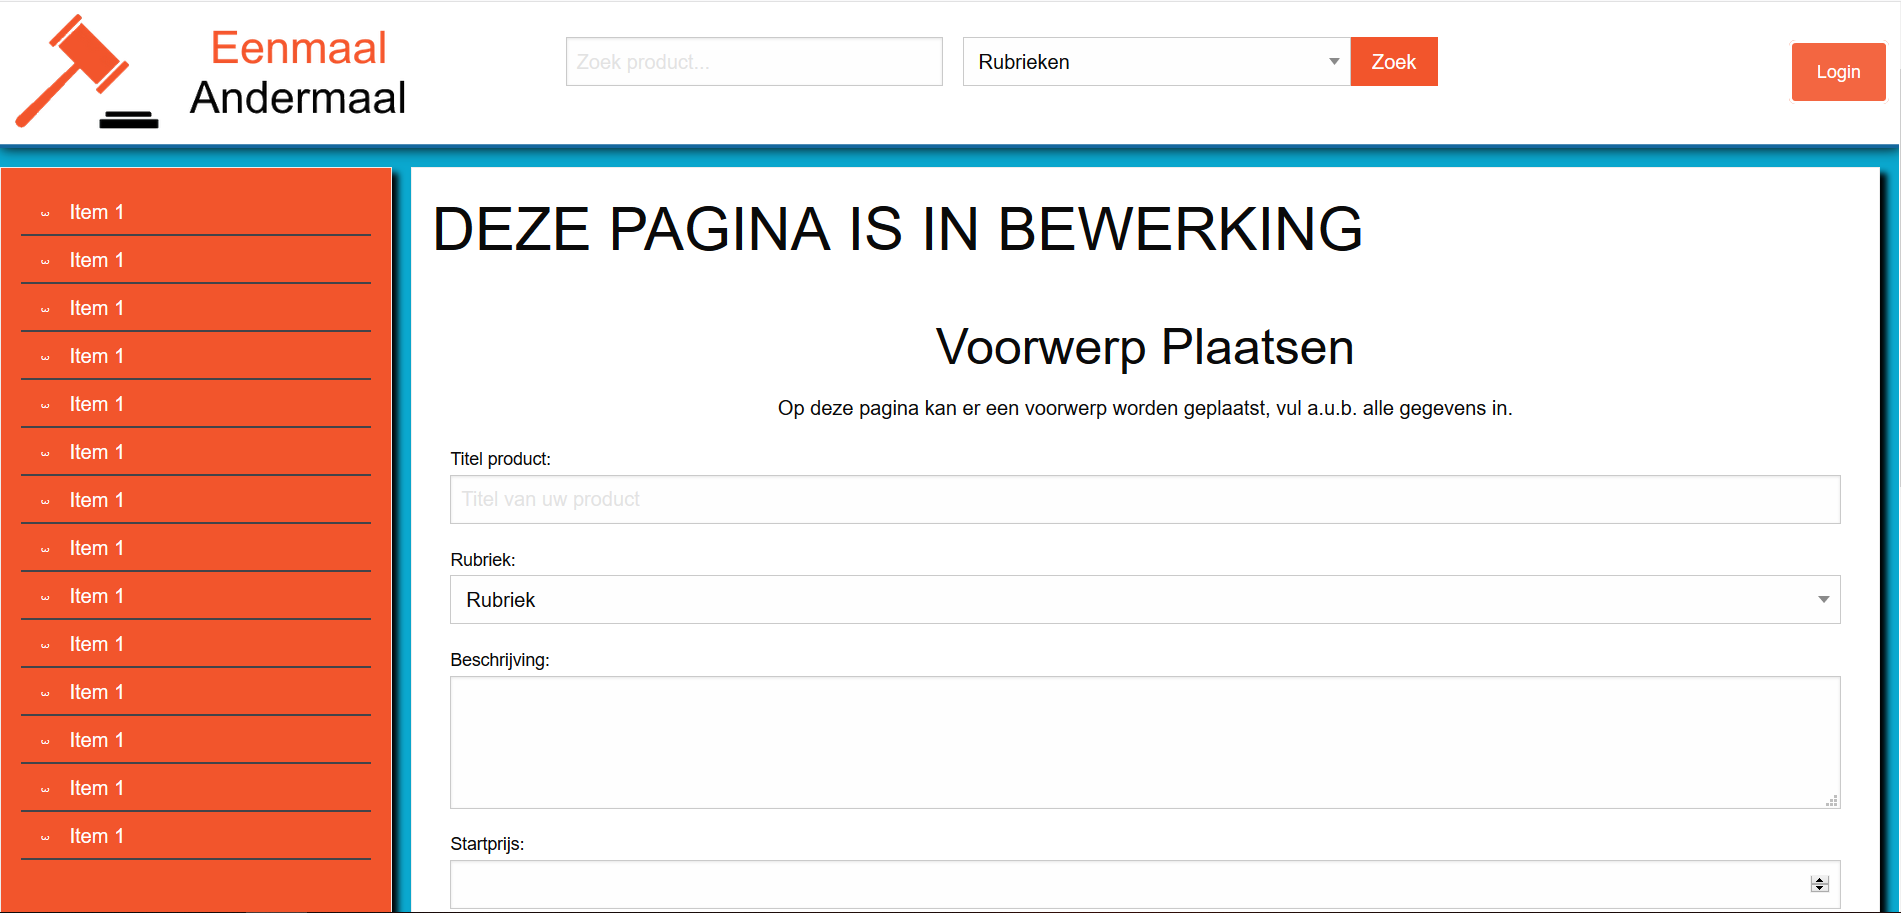 Eenmaal
Andermaal
Zoek product...
Rubrieken
Zoek
Login
Item 1
Item 1
Item 1
Item 1
Item 1
Item 1
Item 1
Item 1
Item 1
Item 1
Item 1
Item 1
Item 1
Item 1
DEZE PAGINA IS IN BEWERKING
Voorwerp Plaatsen
Op deze pagina kan er een voorwerp worden geplaatst, vul a.u.b. alle gegevens in.
Titel product:
Titel van uw product
Rubriek:
Rubriek
Beschrijving:
Startprijs: